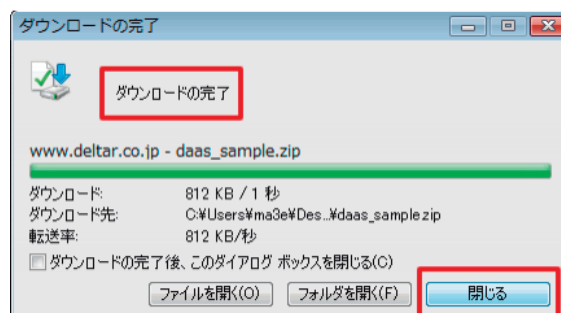 ダウンロードの完了
ダウンロードの完了
www.deltar.co.jp - daas_sample.zip
ダウンロード: 812 KB / 1 秒
ダウンロード先: C:¥Users¥ma3e¥Des...¥daas_sample.zip
転送率: 812 KB/秒
ダウンロードの完了後、このダイアログ ボックスを閉じる(C)
ファイルを開く(O) フォルダを開く(F) 閉じる